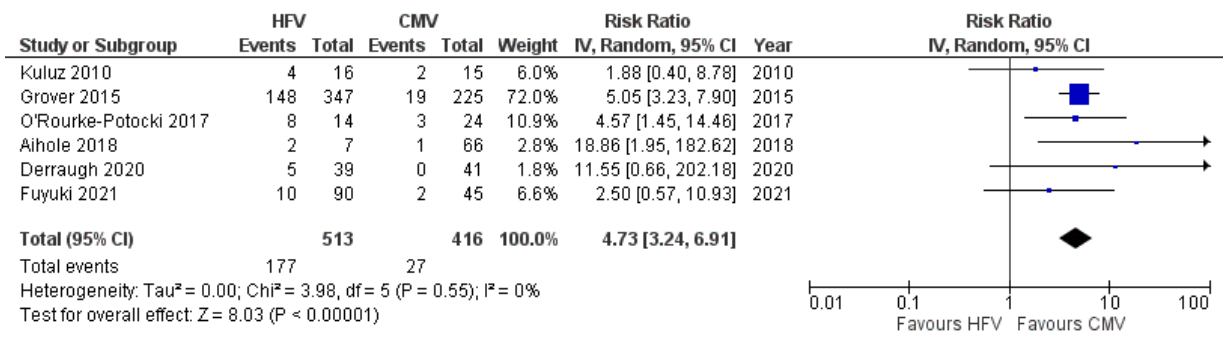 HFV CMV Risk Ratio Risk Ratio
Study or Subgroup Events Total Events Total Weight IV, Random, 95% CI Year IV, Random, 95% CI
Kuluz 2010 4 16 2 15 6.0% 1.88 [0.40, 8.78] 2010
Grover 2015 148 347 19 225 72.0% 5.05 [3.23, 7.90] 2015
O'Rourke-Potocki 2017 8 14 3 24 10.9% 4.57 [1.45, 14.46] 2017
Aihole 2018 2 7 1 66 2.8% 18.86 [1.95, 182.62] 2018
Derraugh 2020 5 39 0 41 1.8% 11.55 [0.66, 202.18] 2020
Fuyuki 2021 10 90 2 45 6.6% 2.50 [0.57, 10.93] 2021
Total (95% CI) 513 416 100.0% 4.73 [3.24, 6.91]
Total events 177 27
Heterogeneity: Tau² = 0.00; Chi² = 3.98, df = 5 (P = 0.55); I² = 0%
Test for overall effect: Z = 8.03 (P < 0.00001)
0.01 0.1 1 10 100
Favours HFV Favours CMV